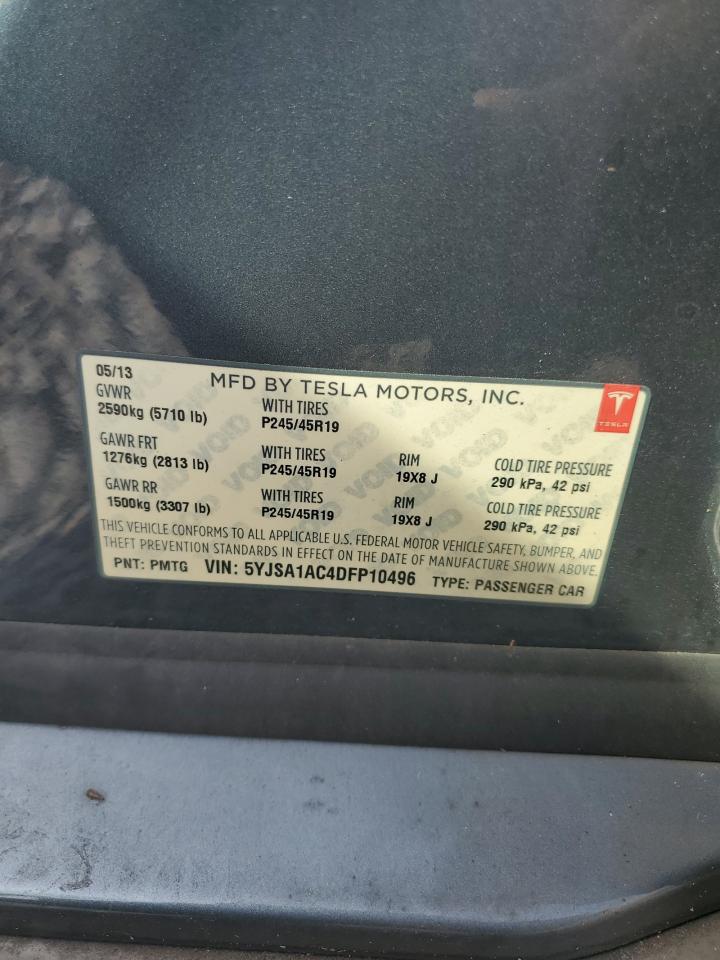 05/13
MFD BY TESLA MOTORS, INC.
GVWR WITH TIRES
2590kg (5710 lb) P245/45R19
TESLA
GAWR FRT WITH TIRES RIM COLD TIRE PRESSURE
1276kg (2813 lb) P245/45R19 19X8 J 290 kPa, 42 psi
GAWR RR WITH TIRES RIM COLD TIRE PRESSURE
1500kg (3307 lb) P245/45R19 19X8 J 290 kPa, 42 psi
THIS VEHICLE CONFORMS TO ALL APPLICABLE U.S. FEDERAL MOTOR VEHICLE SAFETY, BUMPER, AND
THEFT PREVENTION STANDARDS IN EFFECT ON THE DATE OF MANUFACTURE SHOWN ABOVE.
PNT: PMTG VIN: 5YJSA1AC4DFP10496 TYPE: PASSENGER CAR